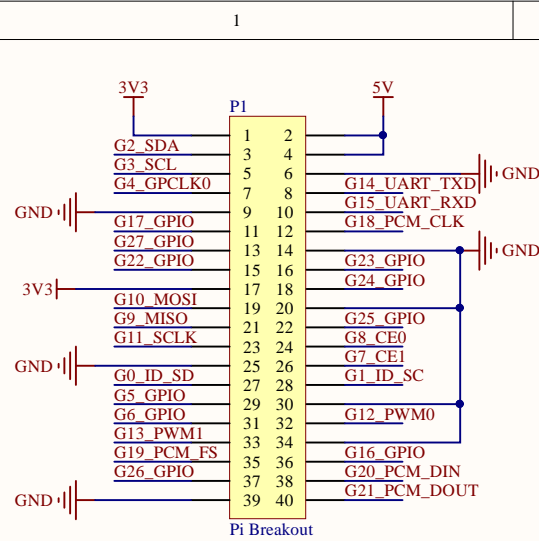 1
3V3
5V
P1
1 2
G2_SDA 3 4
G3_SCL 5 6 GND
G4_GPCLK0 7 8 G14_UART_TXD
GND 9 10 G15_UART_RXD
G17_GPIO 11 12 G18_PCM_CLK
G27_GPIO 13 14 GND
G22_GPIO 15 16 G23_GPIO
3V3 17 18 G24_GPIO
G10_MOSI 19 20
G9_MISO 21 22 G25_GPIO
G11_SCLK 23 24 G8_CE0
GND 25 26 G7_CE1
G0_ID_SD 27 28 G1_ID_SC
G5_GPIO 29 30
G6_GPIO 31 32 G12_PWM0
G13_PWM1 33 34
G19_PCM_FS 35 36 G16_GPIO
G26_GPIO 37 38 G20_PCM_DIN
GND 39 40 G21_PCM_DOUT
Pi Breakout